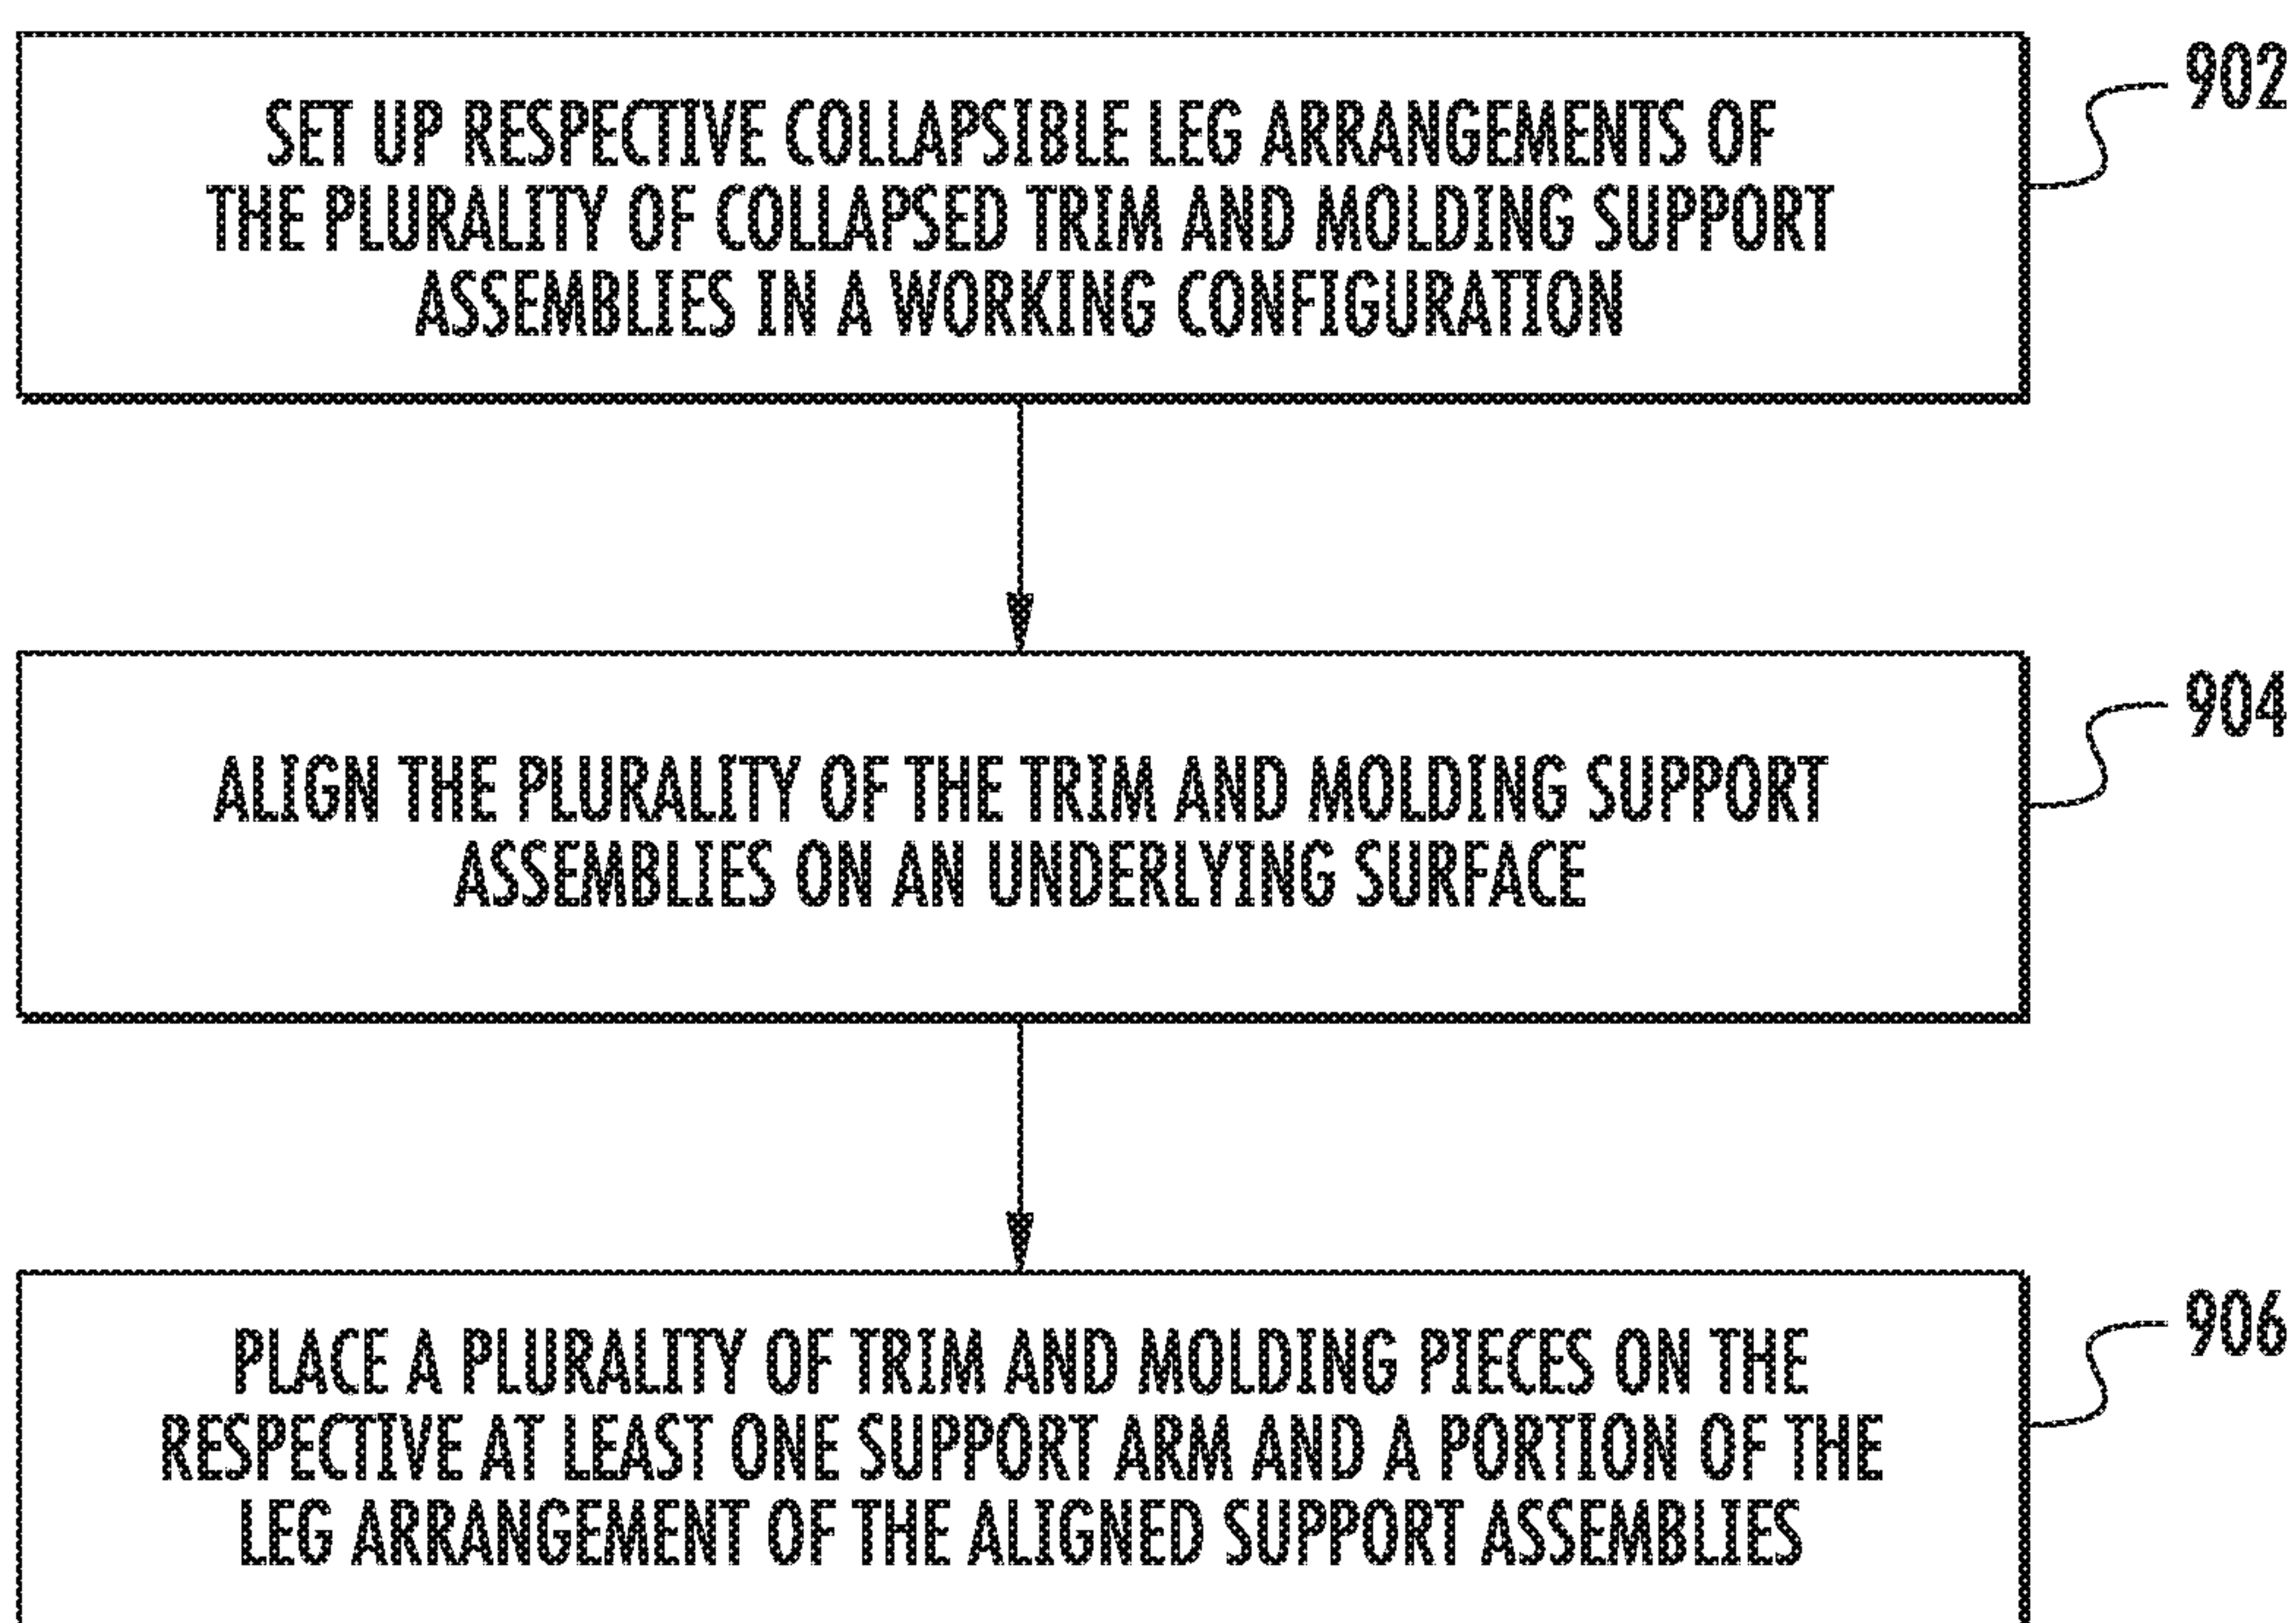 SET UP RESPECTIVE COLLAPSIBLE LEG ARRANGEMENTS OF
THE PLURALITY OF COLLAPSED TRIM AND MOLDING SUPPORT
ASSEMBLIES IN A WORKING CONFIGURATION
902
ALIGN THE PLURALITY OF THE TRIM AND MOLDING SUPPORT
ASSEMBLIES ON AN UNDERLYING SURFACE
904
PLACE A PLURALITY OF TRIM AND MOLDING PIECES ON THE
RESPECTIVE AT LEAST ONE SUPPORT ARM AND A PORTION OF THE
LEG ARRANGEMENT OF THE ALIGNED SUPPORT ASSEMBLIES
906